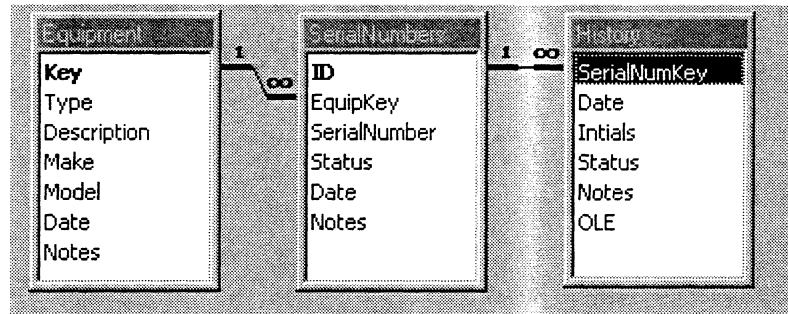 Equipment
Key
Type
Description
Make
Model
Date
Notes
1
∞
SerialNumbers
ID
EquipKey
SerialNumber
Status
Date
Notes
1 ∞
History
SerialNumKey
Date
Intials
Status
Notes
OLE